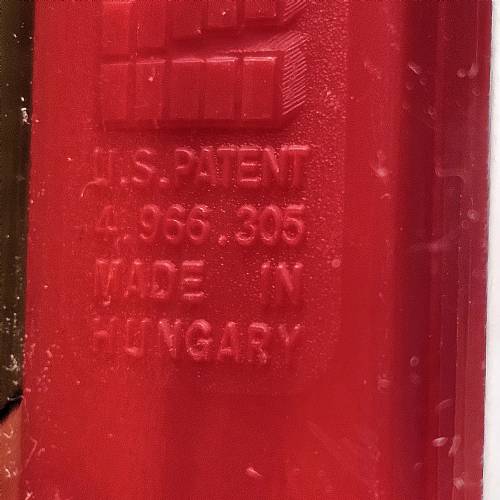 U.S.PATENT
4.966.305
MADE IN
HUNGARY